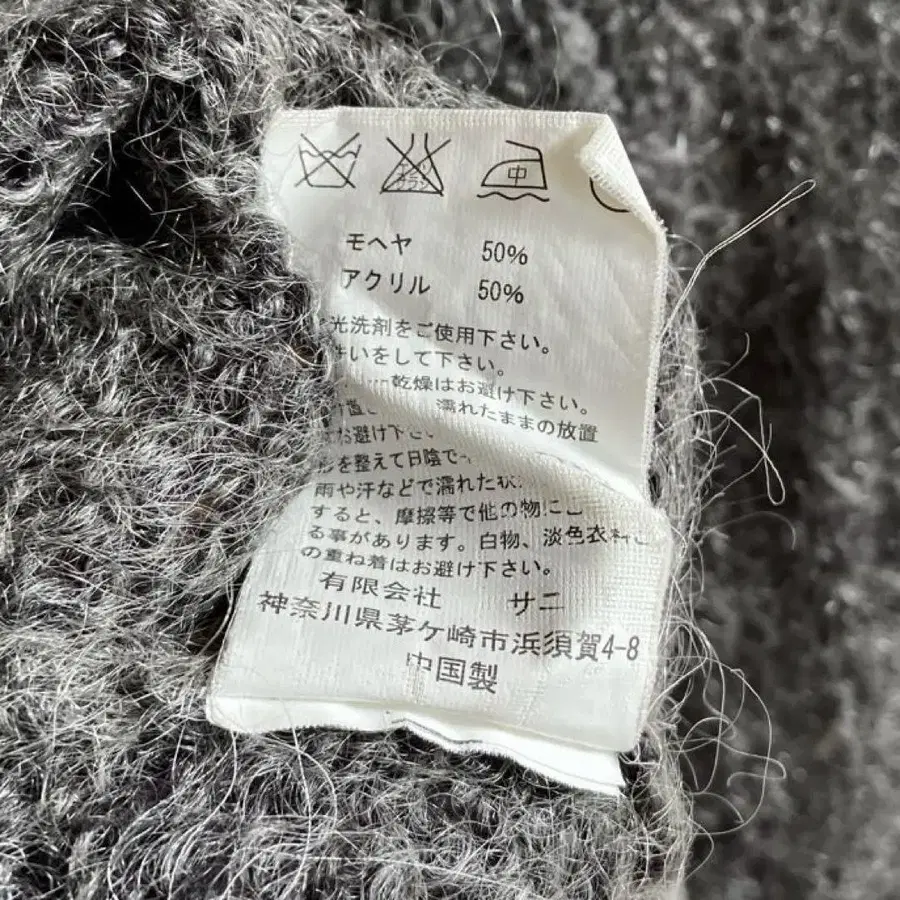 中
モヘヤ 50%
アクリル 50%
光洗剤をご使用下さい。
いをして下さい。
乾燥はお避け下さい。
濡れたままの放置
お避け下さ
を整えて日陰で
雨や汗などで濡れた状
すると、摩擦等で他の物に
る事があります。白物、淡色衣料
の重ね着はお避け下さい。
有限会社 サニ
神奈川県茅ケ崎市浜須賀4-8
中国製